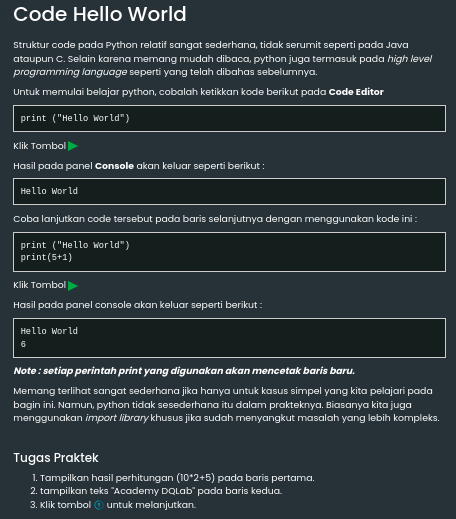 Code Hello World
Struktur code pada Python relatif sangat sederhana, tidak serumit seperti pada Java
ataupun C. Selain karena memang mudah dibaca, python juga termasuk pada high level
programming language seperti yang telah dibahas sebelumnya.
Untuk memulai belajar python, cobalah ketikkan kode berikut pada Code Editor
print ("Hello World")
Klik Tombol
Hasil pada panel Console akan keluar seperti berikut :
Hello World
Coba lanjutkan code tersebut pada baris selanjutnya dengan menggunakan kode ini :
print ("Hello World")
print(5+1)
Klik Tombol
Hasil pada panel console akan keluar seperti berikut :
Hello World
6
Note : setiap perintah print yang digunakan akan mencetak baris baru.
Memang terlihat sangat sederhana jika hanya untuk kasus simpel yang kita pelajari pada
bagin ini. Namun, python tidak sesederhana itu dalam prakteknya. Biasanya kita juga
menggunakan import library khusus jika sudah menyangkut masalah yang lebih kompleks.
Tugas Praktek
1. Tampilkan hasil perhitungan (10*2+5) pada baris pertama.
2. tampilkan teks "Academy DQLab" pada baris kedua.
3. Klik tombol untuk melanjutkan.